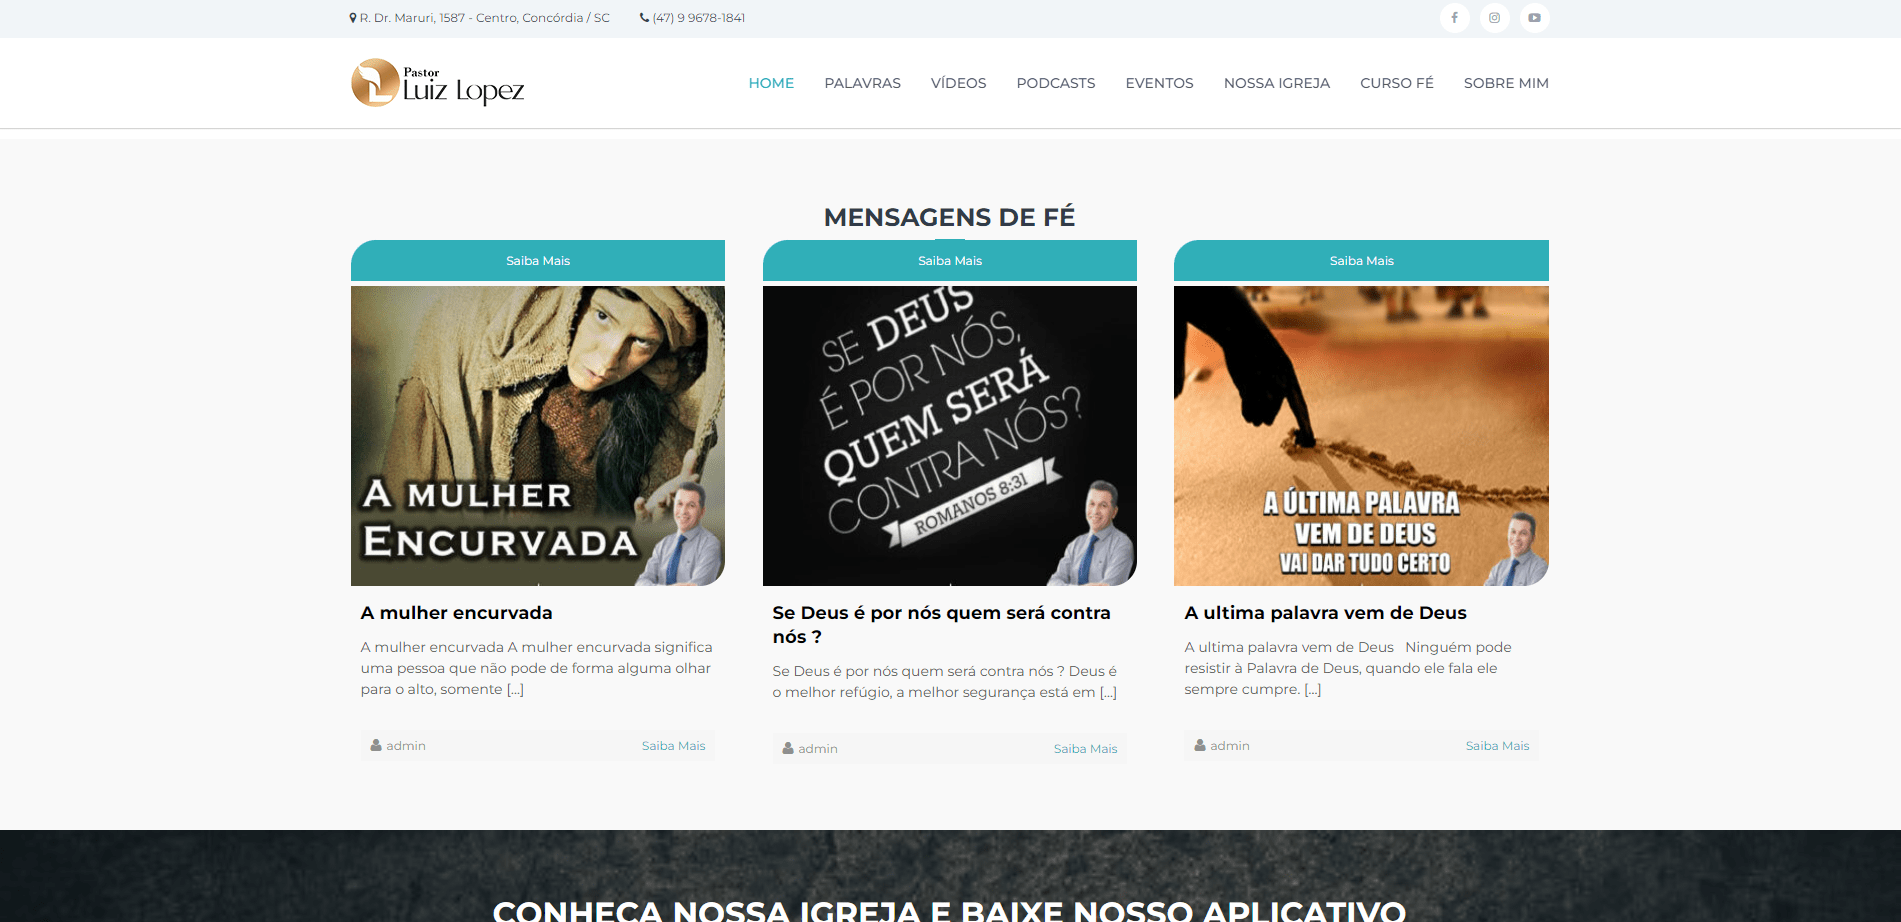 R. Dr. Maruri, 1587 - Centro, Concórdia / SC
(47) 9 9678-1841
Pastor
Luiz Lopez
HOME
PALAVRAS
VÍDEOS
PODCASTS
EVENTOS
NOSSA IGREJA
CURSO FÉ
SOBRE MIM
MENSAGENS DE FÉ
Saiba Mais
A MULHER
ENCURVADA
A mulher encurvada
A mulher encurvada A mulher encurvada significa
uma pessoa que não pode de forma alguma olhar
para o alto, somente [...]
admin
Saiba Mais
Saiba Mais
SE DEUS
É POR NÓS,
QUEM SERÁ
CONTRA NÓS?
ROMANOS 8:31
Se Deus é por nós quem será contra
nós ?
Se Deus é por nós quem será contra nós ? Deus é
o melhor refúgio, a melhor segurança está em [...]
admin
Saiba Mais
Saiba Mais
A ÚLTIMA PALAVRA
VEM DE DEUS
VAI DAR TUDO CERTO
A ultima palavra vem de Deus
A ultima palavra vem de Deus   Ninguém pode
resistir à Palavra de Deus, quando ele fala ele
sempre cumpre. [...]
admin
Saiba Mais
CONHEÇA NOSSA IGREJA E BAIXE NOSSO APLICATIVO